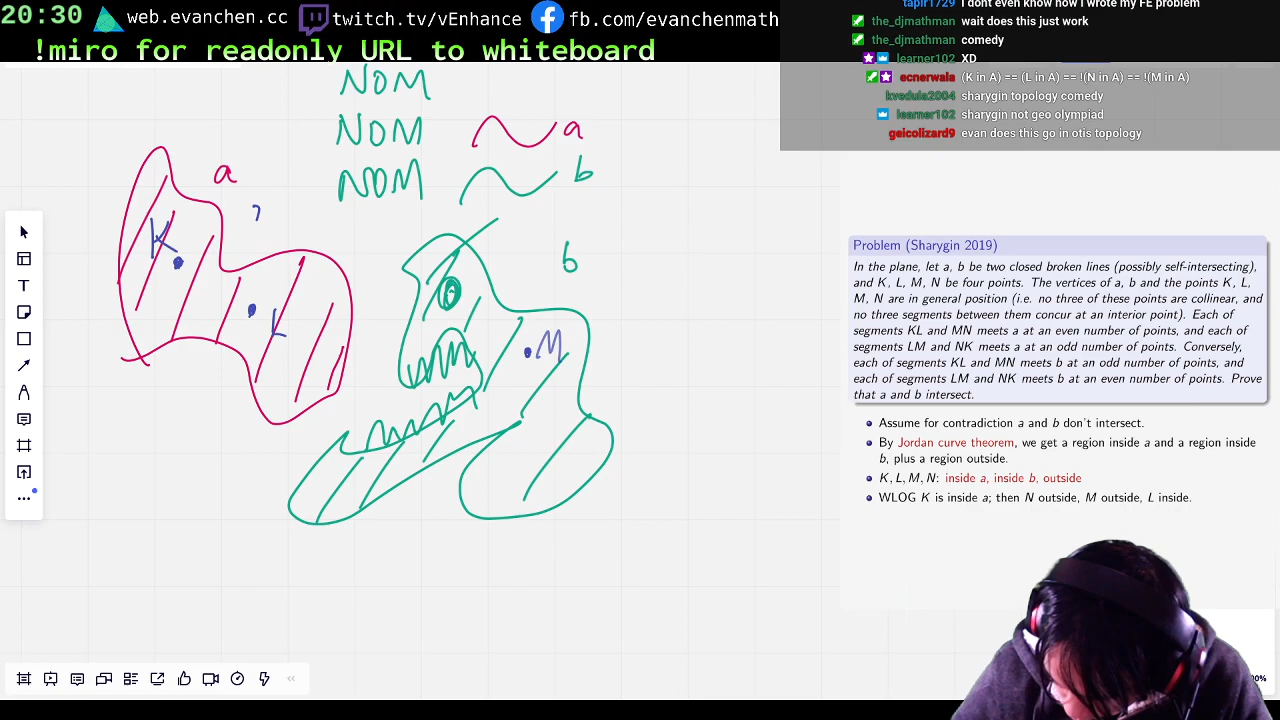 20:30 web.evanchen.cc twitch.tv/vEnhance fb.com/evanchenmath
!miro for readonly URL to whiteboard
tapir1729 I dont even know how I wrote my FE problem
the_djmathman wait does this just work
the_djmathman comedy
learner102 XD
ecnerwala (K in A) == (L in A) == !(N in A) == !(M in A)
kvedula2004 sharygin topology comedy
learner102 sharygin not geo olympiad
geicolizard9 evan does this go in otis topology
NOM
NOM
NOM
a
b
a
K
L
b
M
Problem (Sharygin 2019)
In the plane, let a, b be two closed broken lines (possibly self-intersecting),
and K, L, M, N be four points. The vertices of a, b and the points K, L,
M, N are in general position (i.e. no three of these points are collinear, and
no three segments between them concur at an interior point). Each of
segments KL and MN meets a at an even number of points, and each of
segments LM and NK meets a at an odd number of points. Conversely,
each of segments KL and MN meets b at an odd number of points, and
each of segments LM and NK meets b at an even number of points. Prove
that a and b intersect.
Assume for contradiction a and b don't intersect.
By Jordan curve theorem, we get a region inside a and a region inside
b, plus a region outside.
K, L, M, N: inside a, inside b, outside
WLOG K is inside a; then N outside, M outside, L inside.